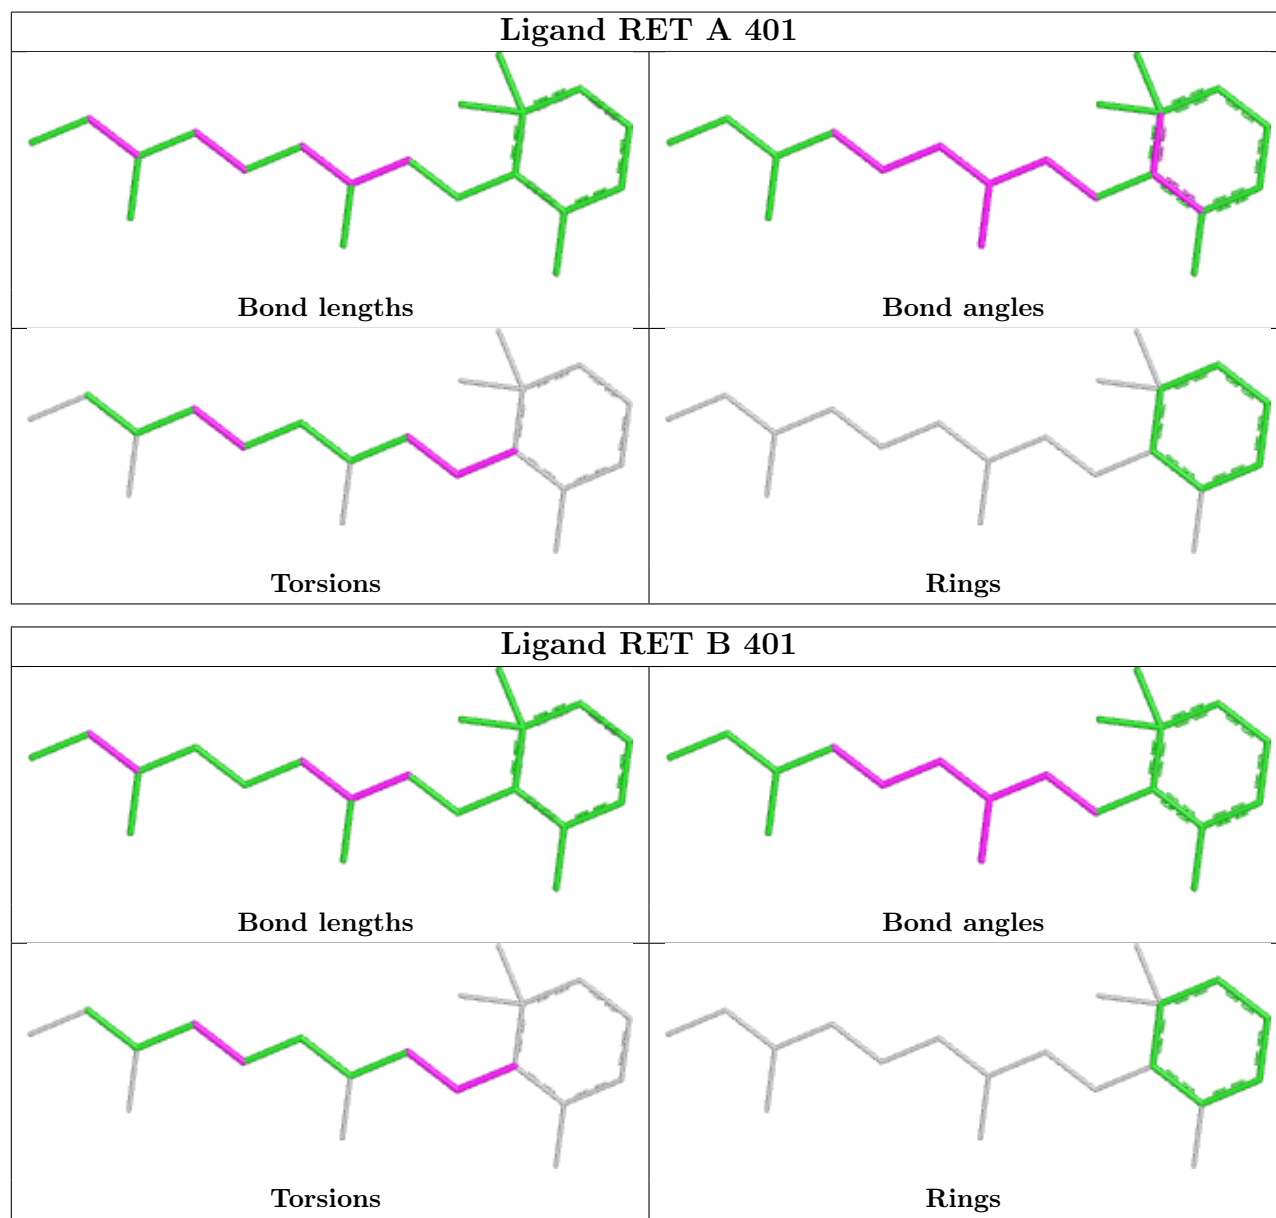 Ligand RET A 401
Bond lengths
Bond angles
Torsions
Rings
Ligand RET B 401
Bond lengths
Bond angles
Torsions
Rings